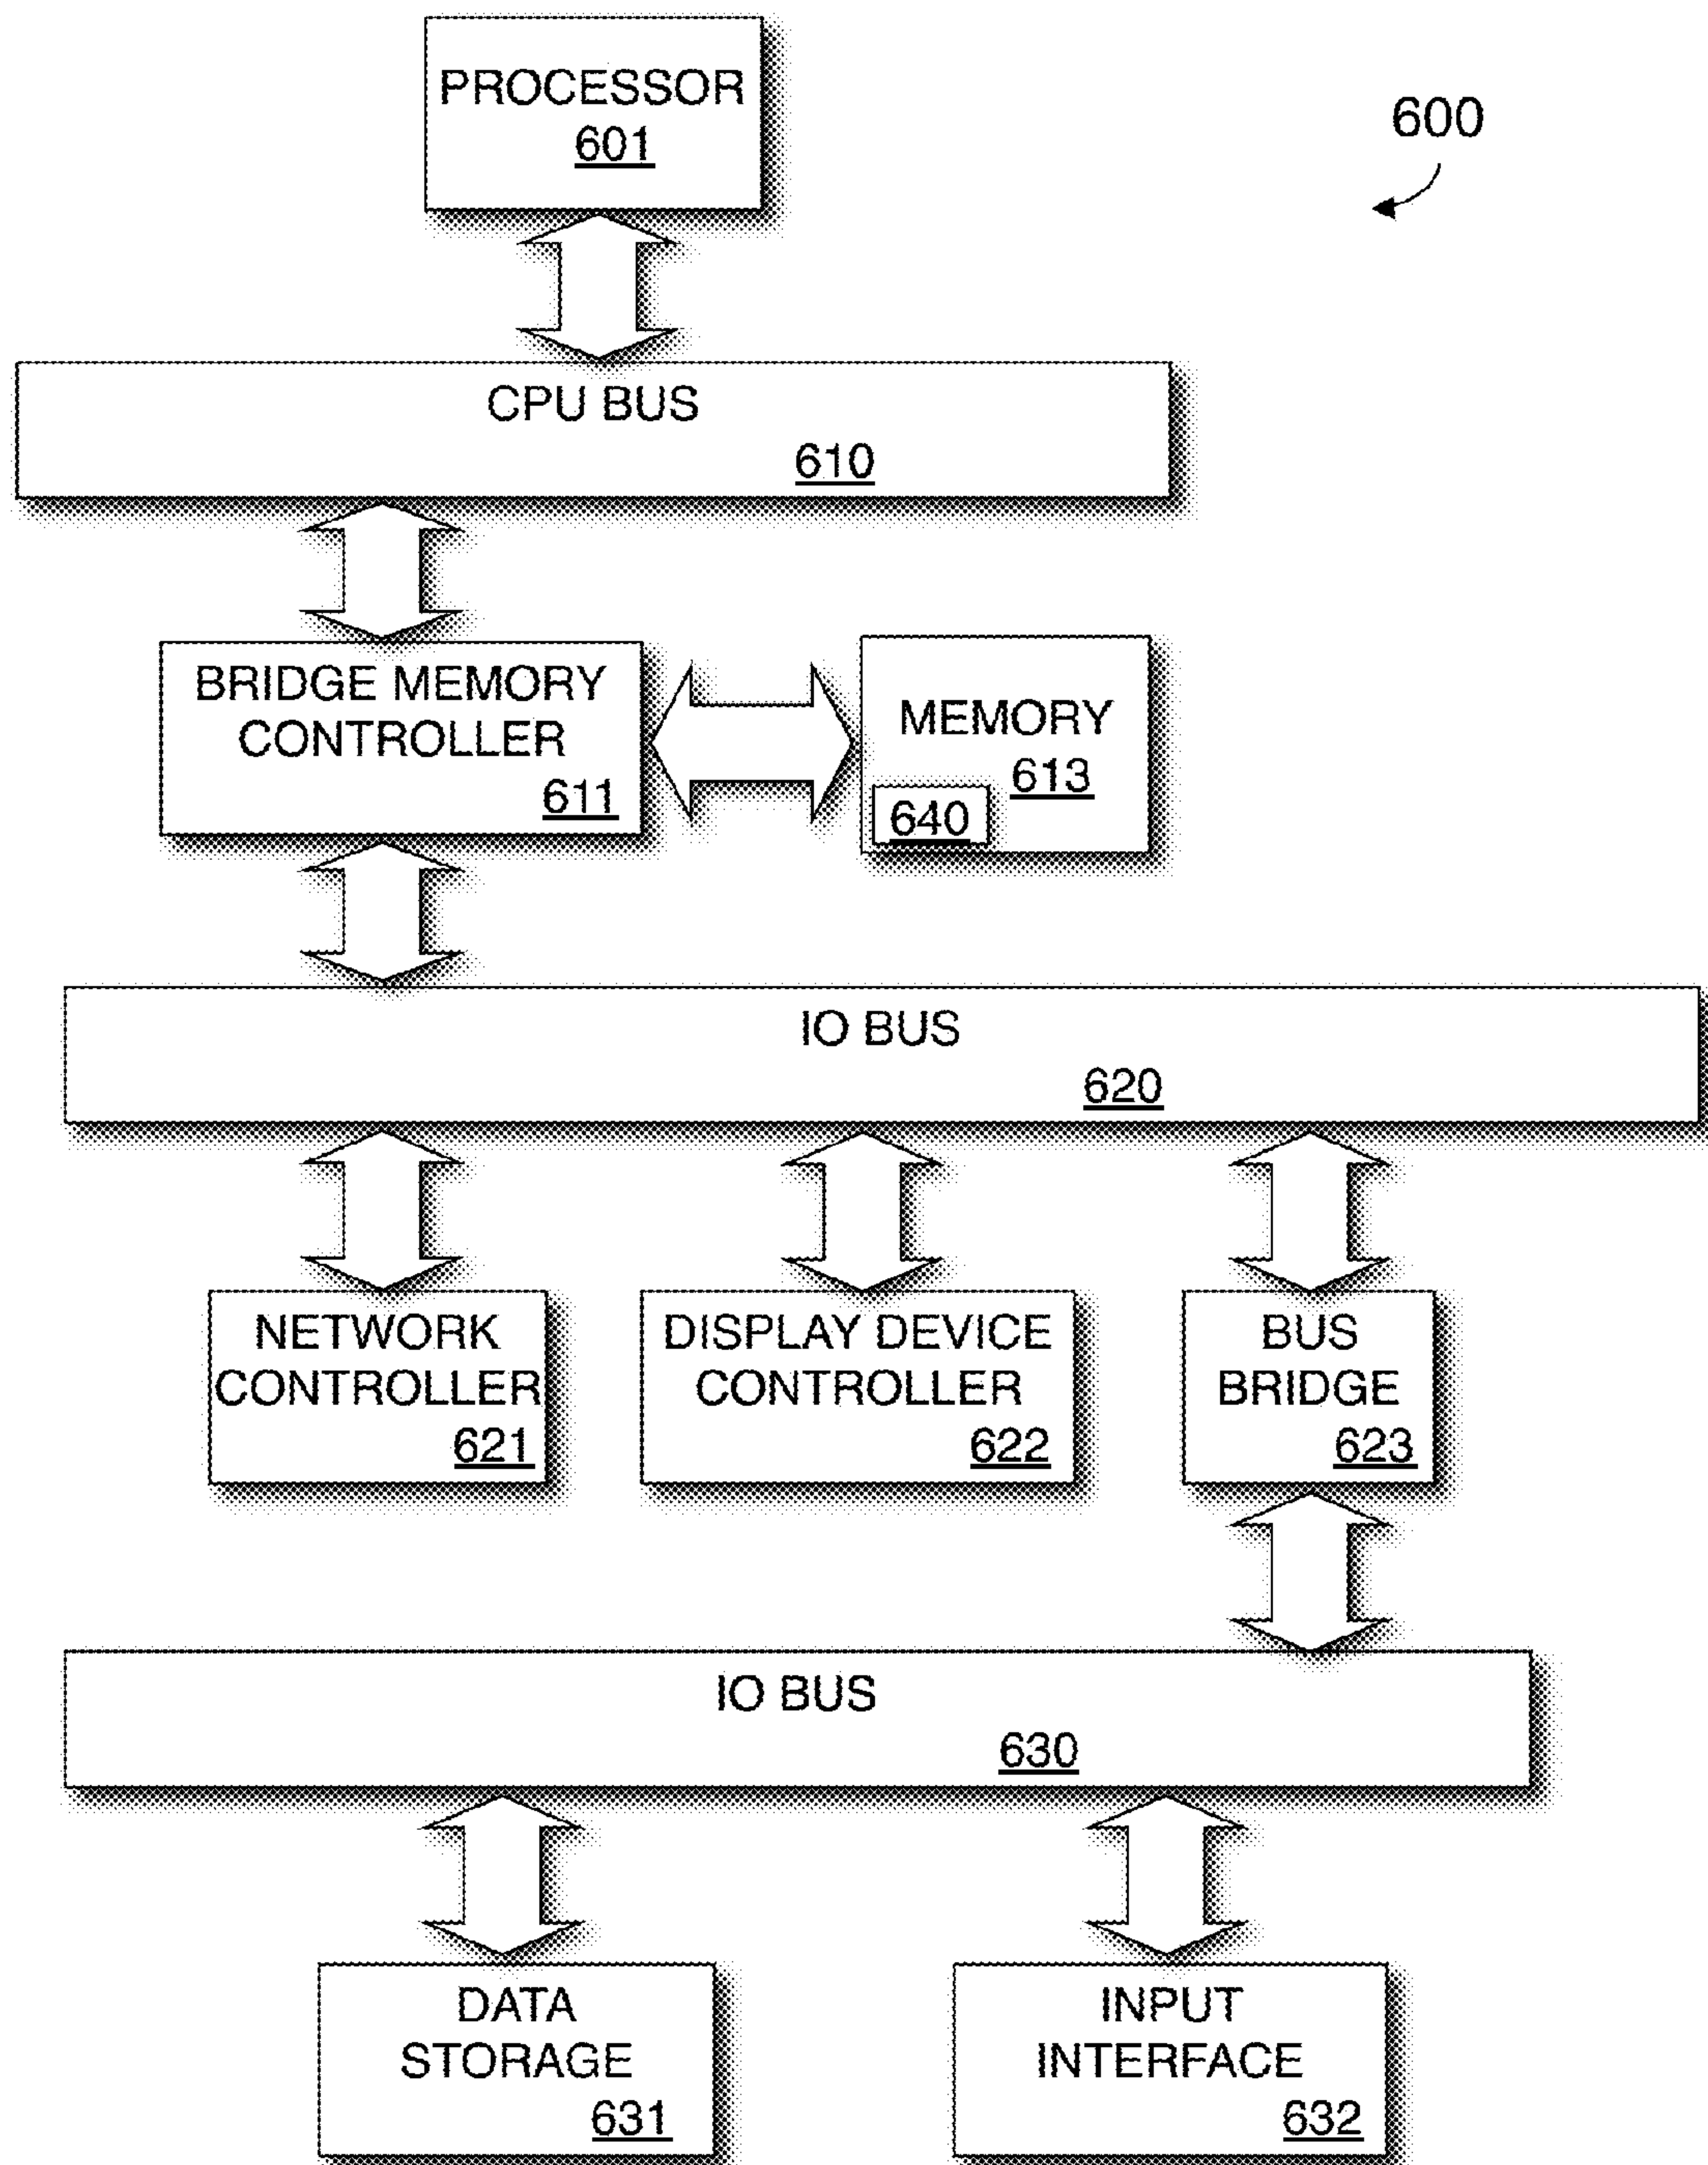 PROCESSOR
601
600
CPU BUS
610
BRIDGE MEMORY
CONTROLLER
611
MEMORY
613
640
IO BUS
620
NETWORK
CONTROLLER
621
DISPLAY DEVICE
CONTROLLER
622
BUS
BRIDGE
623
IO BUS
630
DATA
STORAGE
631
INPUT
INTERFACE
632